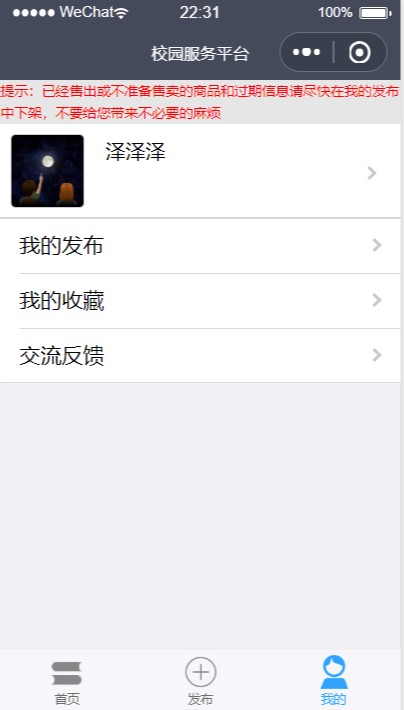 WeChat 22:31 100%
校园服务平台
提示：已经售出或不准备售卖的商品和过期信息请尽快在我的发布
中下架，不要给您带来不必要的麻烦
泽泽泽
我的发布
我的收藏
交流反馈
首页 发布 我的